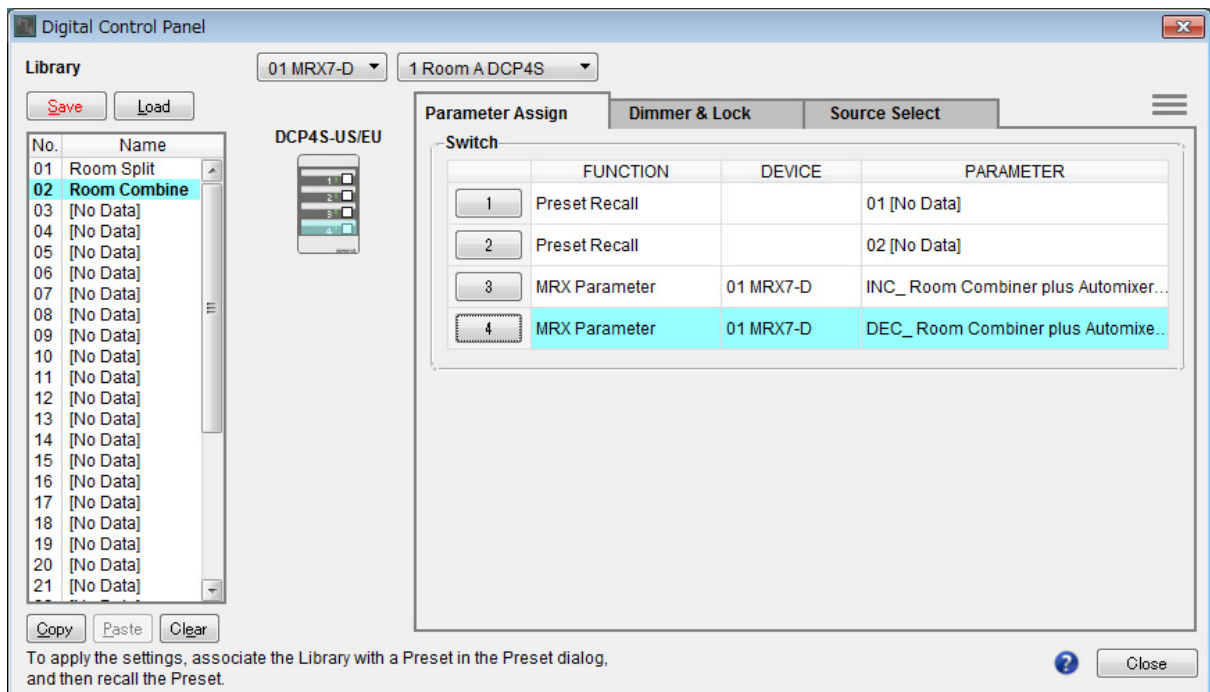 Digital Control Panel
Library
01 MRX7-D
1 Room A DCP4S
Save
Load
Parameter Assign
Dimmer & Lock
Source Select
DCP4S-US/EU
1
2
3
4
No. Name
01 Room Split
02 Room Combine
03 [No Data]
04 [No Data]
05 [No Data]
06 [No Data]
07 [No Data]
08 [No Data]
09 [No Data]
10 [No Data]
11 [No Data]
12 [No Data]
13 [No Data]
14 [No Data]
15 [No Data]
16 [No Data]
17 [No Data]
18 [No Data]
19 [No Data]
20 [No Data]
21 [No Data]
Switch
FUNCTION DEVICE PARAMETER
1 Preset Recall 01 [No Data]
2 Preset Recall 02 [No Data]
3 MRX Parameter 01 MRX7-D INC_ Room Combiner plus Automixer...
4 MRX Parameter 01 MRX7-D DEC_ Room Combiner plus Automixe...
Copy
Paste
Clear
To apply the settings, associate the Library with a Preset in the Preset dialog,
and then recall the Preset.
?
Close